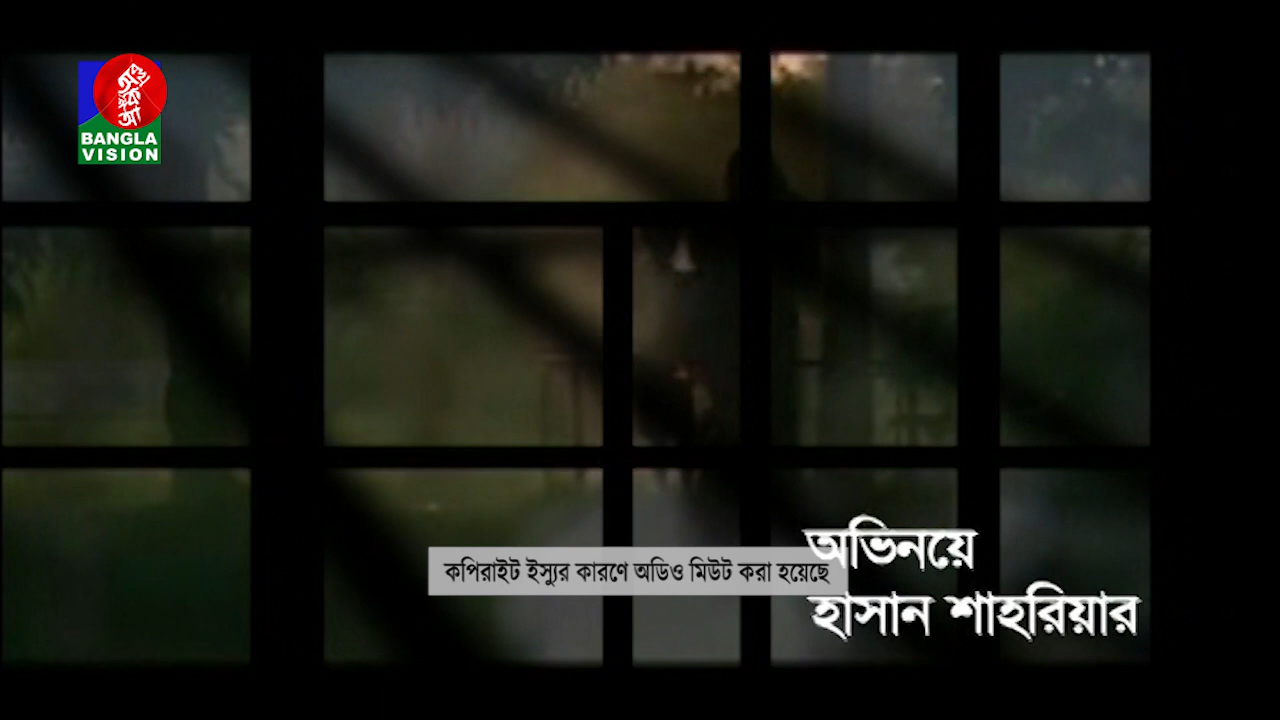 BANGLA
VISION
অভিনয়ে
কপিরাইট ইস্যুর কারণে অডিও মিউট করা হয়েছে
হাসান শাহরিয়ার